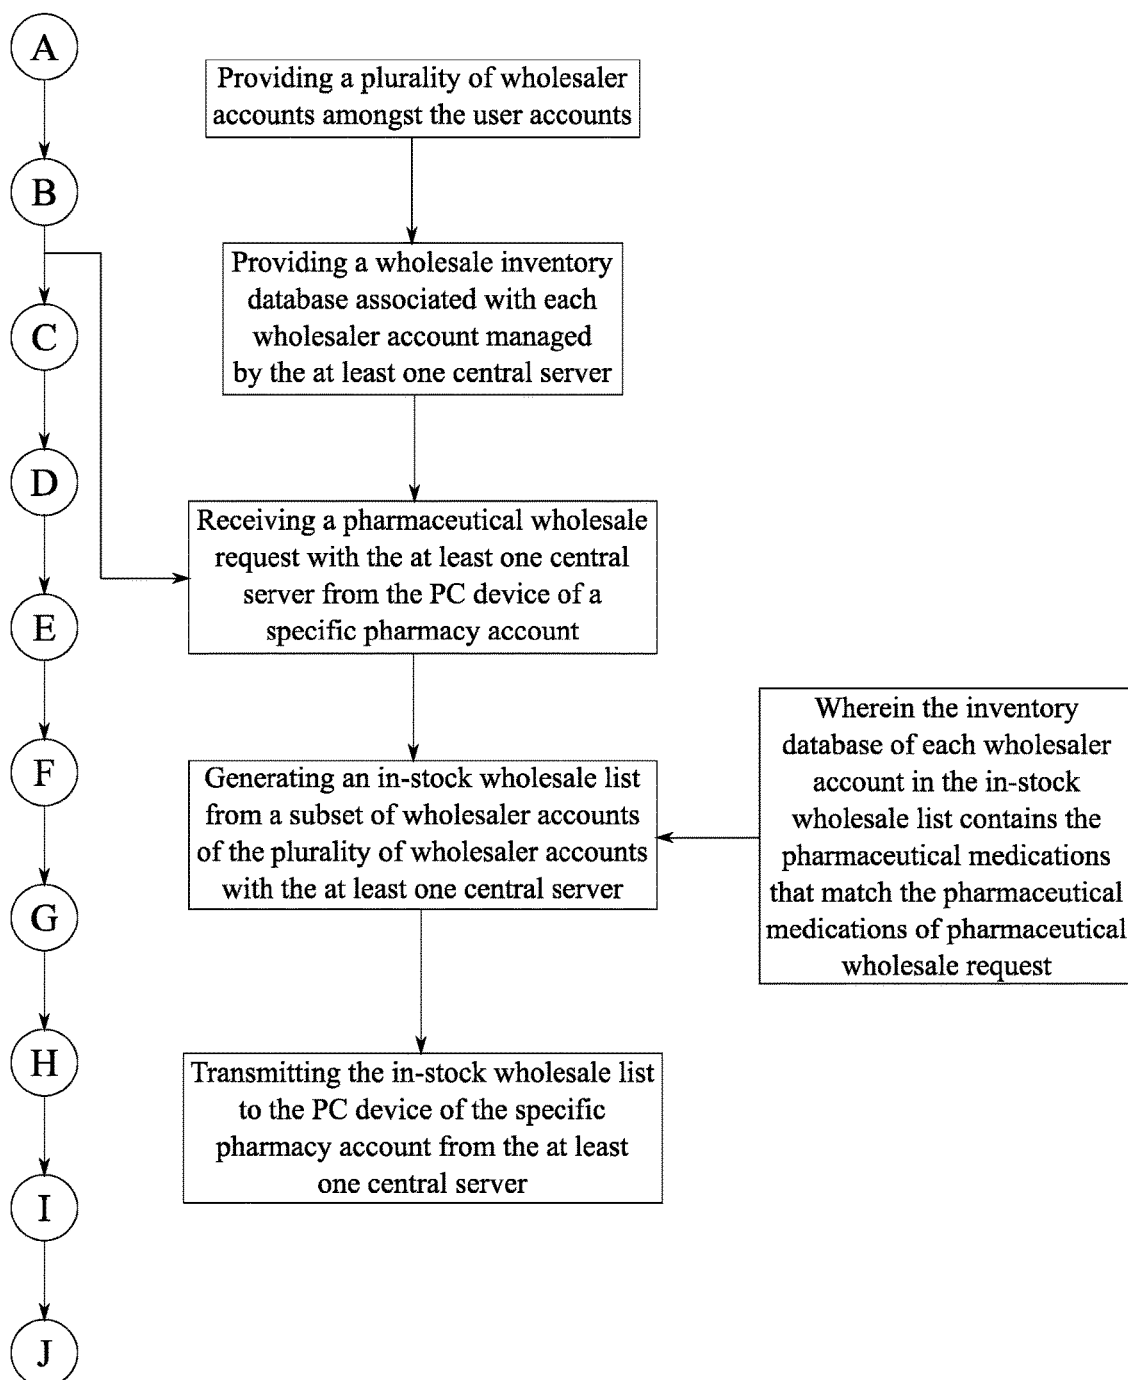 A
B
C
D
E
F
G
H
I
J
Providing a plurality of wholesaler
accounts amongst the user accounts
Providing a wholesale inventory
database associated with each
wholesaler account managed
by the at least one central server
Receiving a pharmaceutical wholesale
request with the at least one central
server from the PC device of a
specific pharmacy account
Generating an in-stock wholesale list
from a subset of wholesaler accounts
of the plurality of wholesaler accounts
with the at least one central server
Wherein the inventory
database of each wholesaler
account in the in-stock
wholesale list contains the
pharmaceutical medications
that match the pharmaceutical
medications of pharmaceutical
wholesale request
Transmitting the in-stock wholesale list
to the PC device of the specific
pharmacy account from the at least
one central server